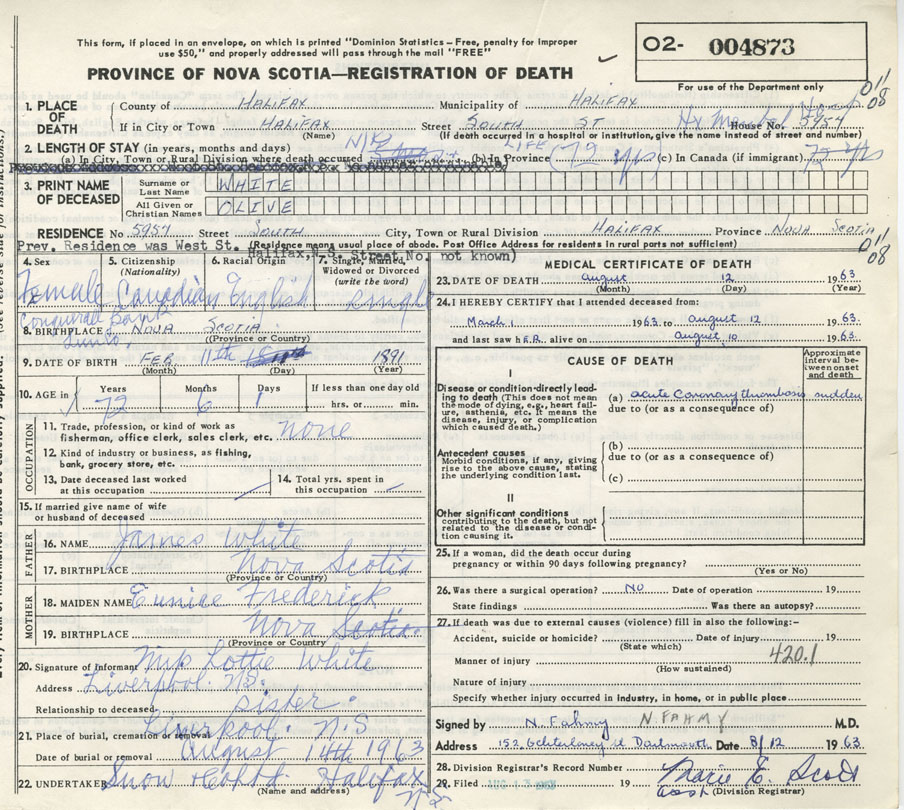 This form, if placed in an envelope, on which is printed "Dominion Statistics – Free, penalty for improper
use $50," and properly addressed will pass through the mail "FREE"
O2- 004873
PROVINCE OF NOVA SCOTIA—REGISTRATION OF DEATH
For use of the Department only
1. PLACE OF DEATH
County of HALIFAX Municipality of HALIFAX
If in City or Town HALIFAX Street SOUTH ST House No. 5957
(Name) (If death occurred in a hospital or institution, give the name instead of street and number)
2. LENGTH OF STAY (in years, months and days)
(a) In City, Town or Rural Division where death occurred (b) in Province LIFE (72 yrs) (c) In Canada (if immigrant)
3. PRINT NAME OF DECEASED
Surname or Last Name WHITE
All Given or Christian Names OLIVE
RESIDENCE No 5957 Street SOUTH City, Town or Rural Division HALIFAX Province NOVA SCOTIA
Prev. Residence was West St. (Residence means usual place of abode. Post Office Address for residents in rural parts not sufficient)
Halifax, N.S. Street No. not known)
4. Sex 5. Citizenship (Nationality) 6. Racial Origin 7. Single, Married, Widowed or Divorced (write the word)
Female Canadian English single
8. BIRTHPLACE NOVA SCOTIA
(Province or Country)
9. DATE OF BIRTH FEB 11th 1891
(Month) (Day) (Year)
10. AGE in Years Months Days If less than one day old
72 6 1 hrs. or min.
OCCUPATION
11. Trade, profession, or kind of work as
fisherman, office clerk, sales clerk, etc. none
12. Kind of industry or business, as fishing,
bank, grocery store, etc.
13. Date deceased last worked at this occupation
14. Total yrs. spent in this occupation
15. If married give name of wife
or husband of deceased
FATHER
16. NAME James White
17. BIRTHPLACE Nova Scotia
(Province or Country)
MOTHER
18. MAIDEN NAME Eunice Frederick
19. BIRTHPLACE Nova Scotia
(Province or Country)
20. Signature of Informant Lottie White
Address Liverpool N.S.
Relationship to deceased sister
21. Place of burial, cremation or removal Liverpool. N.S
Date of burial or removal August 14th 1963
22. UNDERTAKER Snow Halifax N S
(Name and address)
MEDICAL CERTIFICATE OF DEATH
23. DATE OF DEATH August 12 1963
(Month) (Day) (Year)
24. I HEREBY CERTIFY that I attended deceased from:
March 1 1963 to August 12 1963.
and last saw hER alive on August 10 1963
CAUSE OF DEATH
Approximate interval between onset and death
I
Disease or condition directly leading to death (This does not mean the mode of dying, e.g., heart failure, asthenia, etc. It means the disease, injury, or complication which caused death.)
(a) acute Coronary thrombosis sudden
due to (or as a consequence of)
Antecedent causes
Morbid conditions, if any, giving rise to the above cause, stating the underlying condition last.
(b)
due to (or as a consequence of)
(c)
II
Other significant conditions
contributing to the death, but not related to the disease or condition causing it.
25. If a woman, did the death occur during
pregnancy or within 90 days following pregnancy?
(Yes or No)
26. Was there a surgical operation? NO Date of operation 19
State findings Was there an autopsy?
27. If death was due to external causes (violence) fill in also the following:–
Accident, suicide or homicide? Date of injury 19
(State which)
420.1
Manner of injury
(How sustained)
Nature of injury
Specify whether injury occurred in industry, in home, or in public place
Signed by N. Fahmy N FAHMY M.D.
Address 152 Dartmouth Date 8/12 1963
28. Division Registrar's Record Number
29. Filed 19 Marie E. Scott
(Division Registrar)